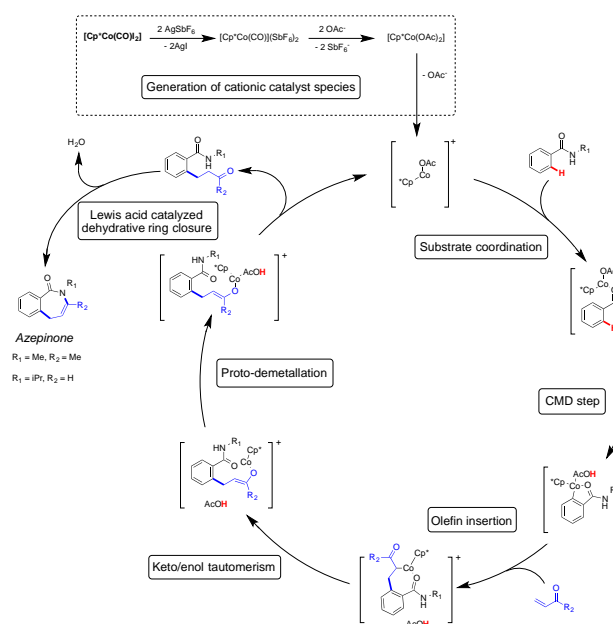 [Cp*Co(CO)I2] 2 AgSbF6 - 2AgI [Cp*Co(CO)](SbF6)2 2 OAc- - 2 SbF6- [Cp*Co(OAc)2]
Generation of cationic catalyst species
- OAc-
H2O
O
N
H
R1
O
R2
+
*Cp
Co
OAc
O
N
H
R1
H
Lewis acid catalyzed
dehydrative ring closure
Substrate coordination
O
N
R1
R2
Azepinone
R1 = Me, R2 = Me
R1 = iPr, R2 = H
+
HN
R1
O
*Cp
Co
AcOH
O
R2
OAc
*Cp
Co
O
H
Proto-demetallation
CMD step
+
HN
R1
O
Co
Cp*
O
R2
AcOH
AcOH
*Cp
Co
O
N
H
Olefin insertion
Keto/enol tautomerism
+
O
R2
Cp*
Co
O
N
H
R1
AcOH
O
R2